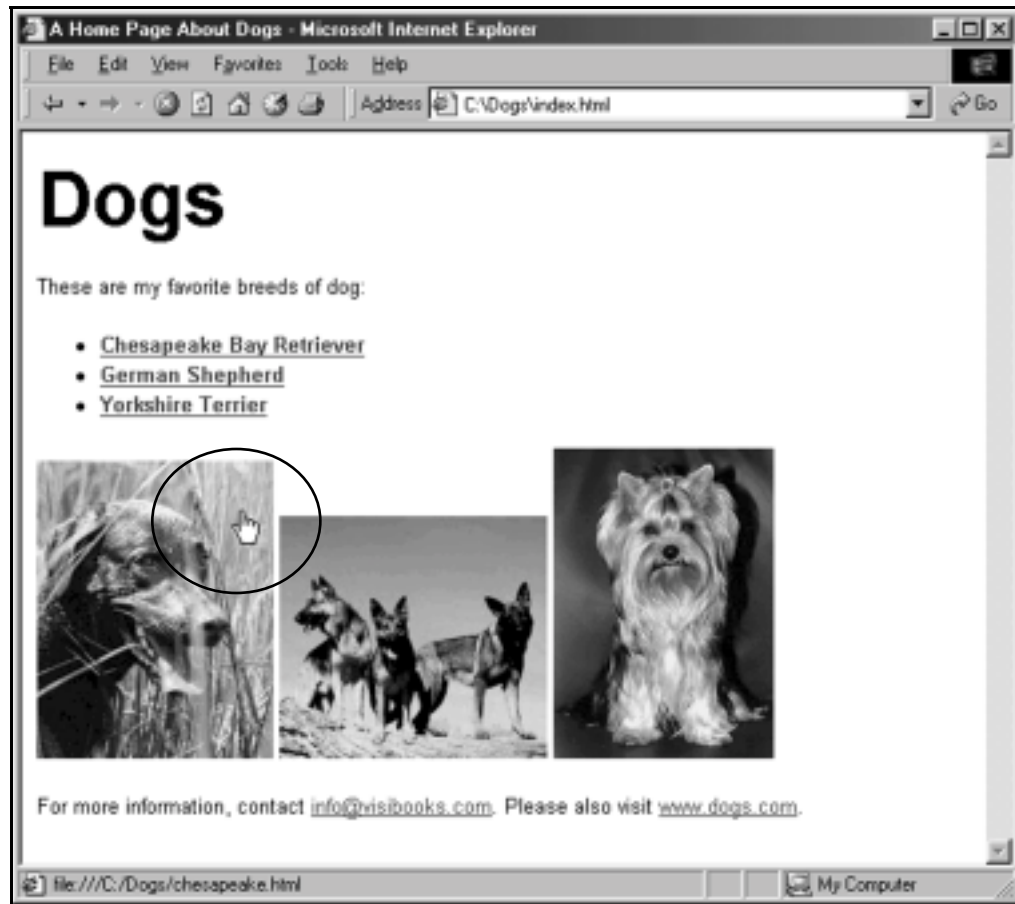 A Home Page About Dogs - Microsoft Internet Explorer
File Edit View Favorites Tools Help
Address C:\Dogs\index.html Go
Dogs
These are my favorite breeds of dog:
• Chesapeake Bay Retriever
• German Shepherd
• Yorkshire Terrier
For more information, contact info@visibooks.com. Please also visit www.dogs.com.
file:///C:/Dogs/chesapeake.html My Computer